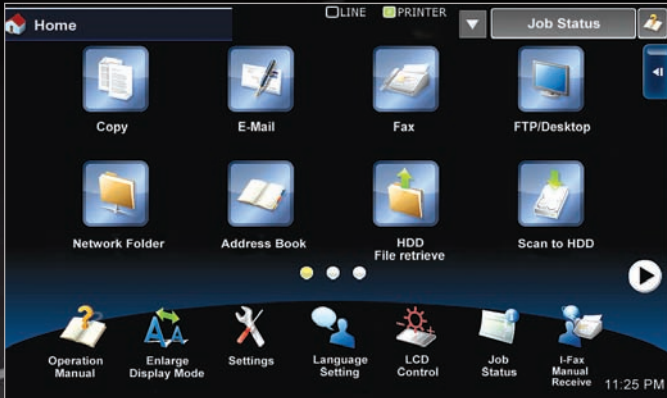 Home
LINE
PRINTER
Job Status
Copy
E-Mail
Fax
FTP/Desktop
Network Folder
Address Book
HDD
File retrieve
Scan to HDD
Operation
Manual
Enlarge
Display Mode
Settings
Language
Setting
LCD
Control
Job
Status
I-Fax
Manual
Receive
11:25 PM